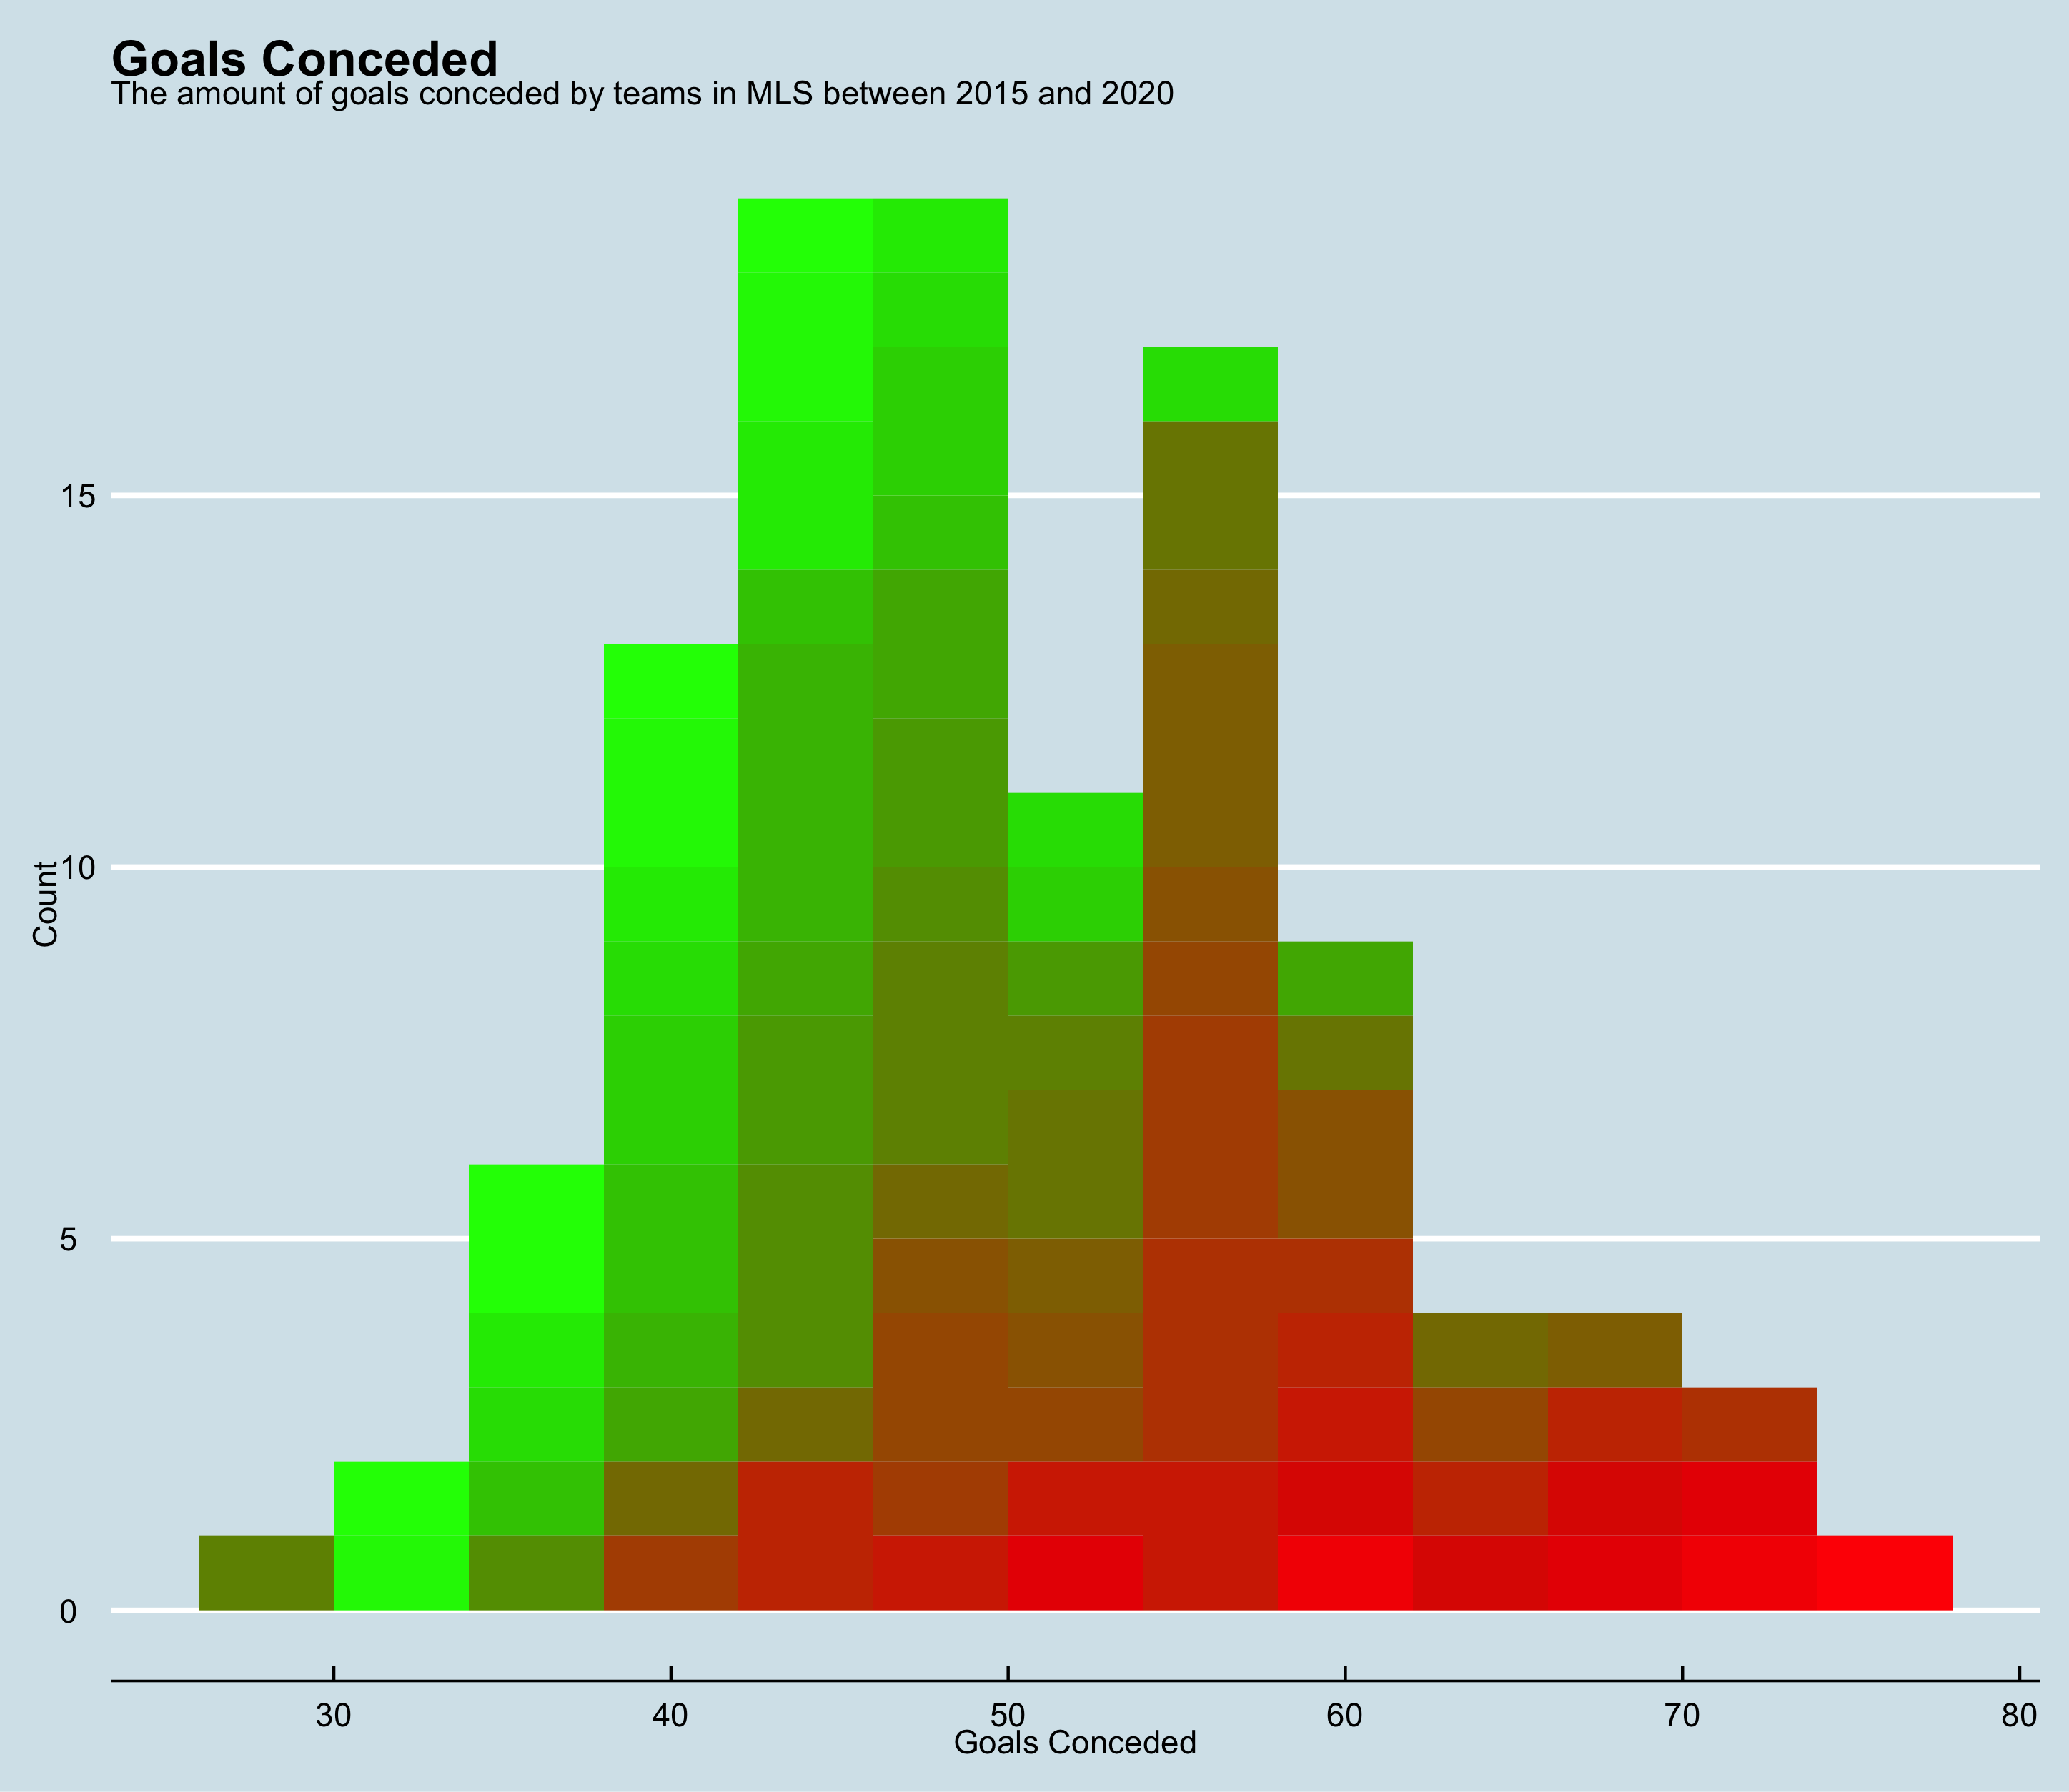 Goals Conceded
The amount of goals conceded by teams in MLS between 2015 and 2020
15
10
5
0
Count
30 40 50 60 70 80
Goals Conceded